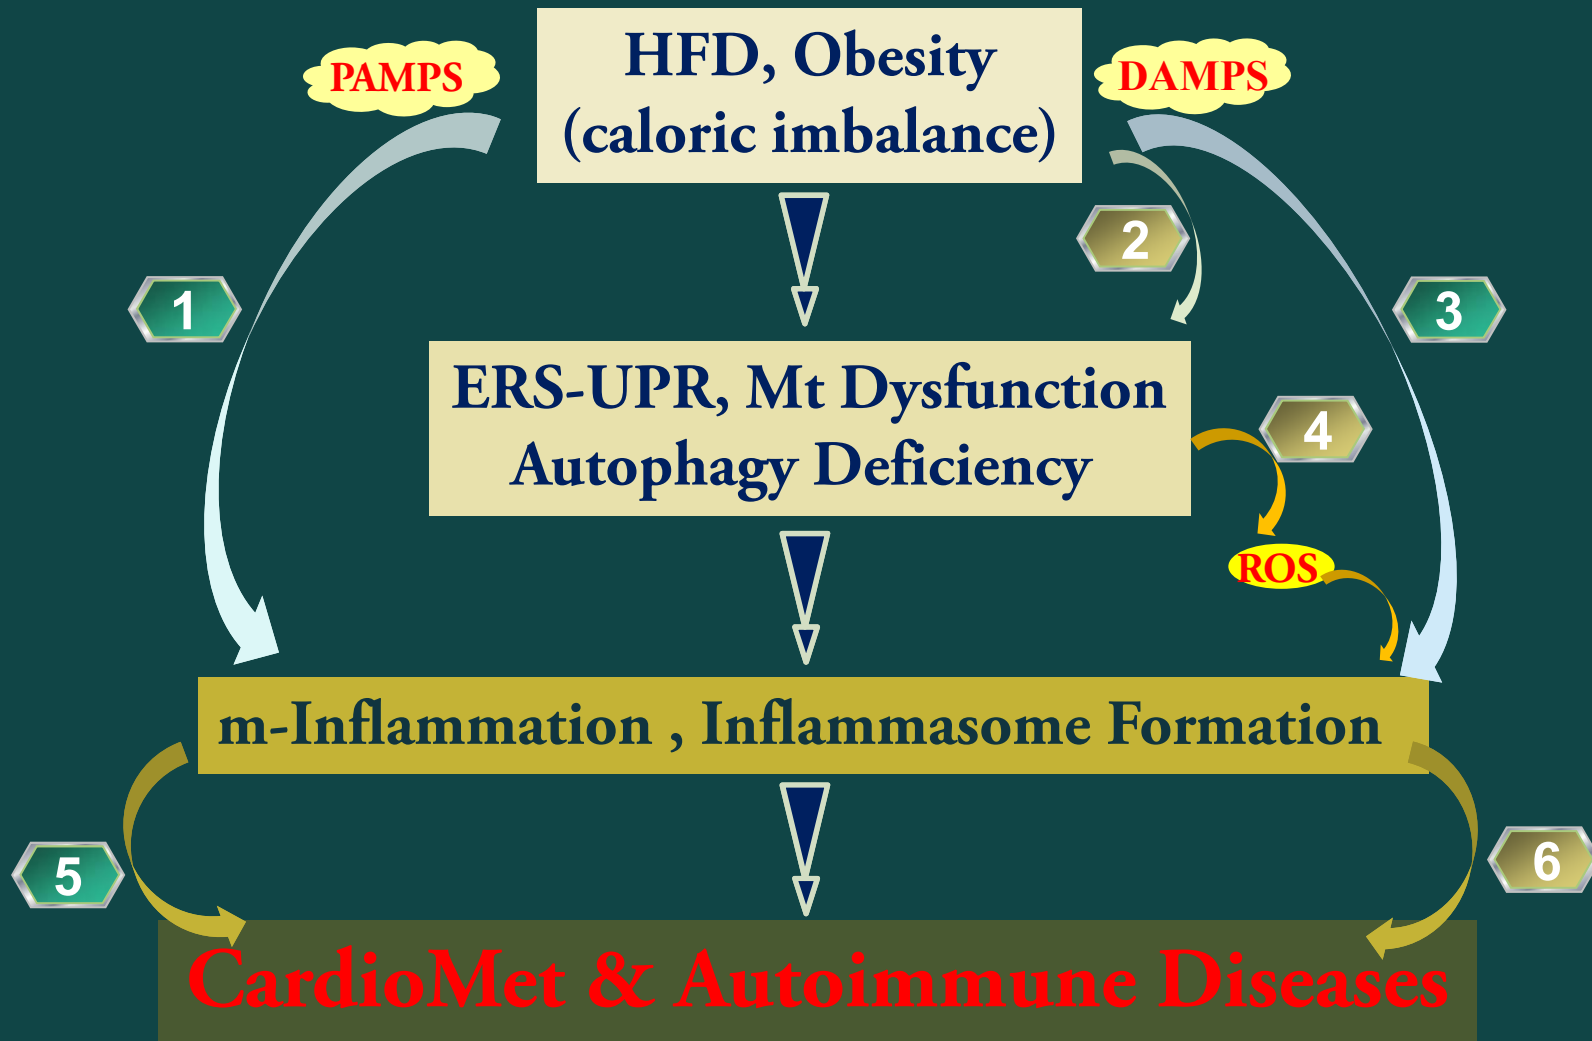 PAMPS
HFD, Obesity
(caloric imbalance)
DAMPS
2
1
3
ERS-UPR, Mt Dysfunction
Autophagy Deficiency
4
ROS
m-Inflammation , Inflammasome Formation
5
6
CardioMet & Autoimmune Diseases